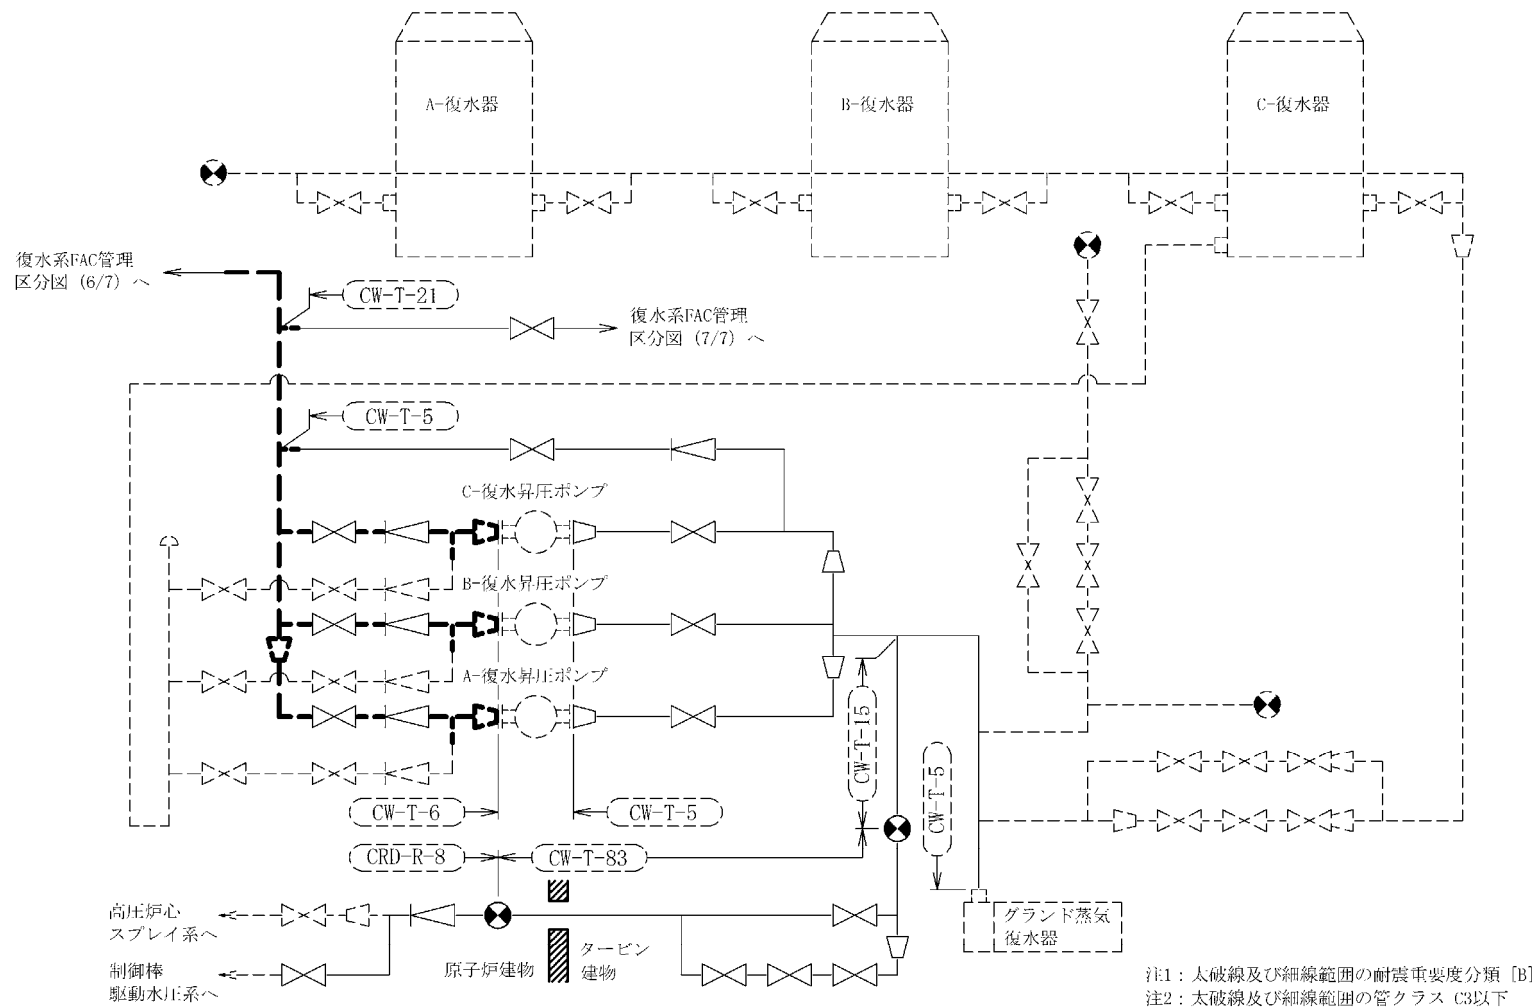 A-復水器
B-復水器
C-復水器
復水系FAC管理
区分図 (6/7) へ
CW-T-21
復水系FAC管理
区分図 (7/7) へ
CW-T-5
C-復水昇圧ポンプ
B-復水昇圧ポンプ
A-復水昇圧ポンプ
CW-T-15
CW-T-5
CW-T-6
CW-T-5
CRD-R-8
CW-T-83
高圧炉心
スプレイ系へ
制御棒
駆動水圧系へ
原子炉建物
タービン
建物
グランド蒸気
復水器
注1：太破線及び細線範囲の耐震重要度分類 [B]
注2：太破線及び細線範囲の管クラス C3以下